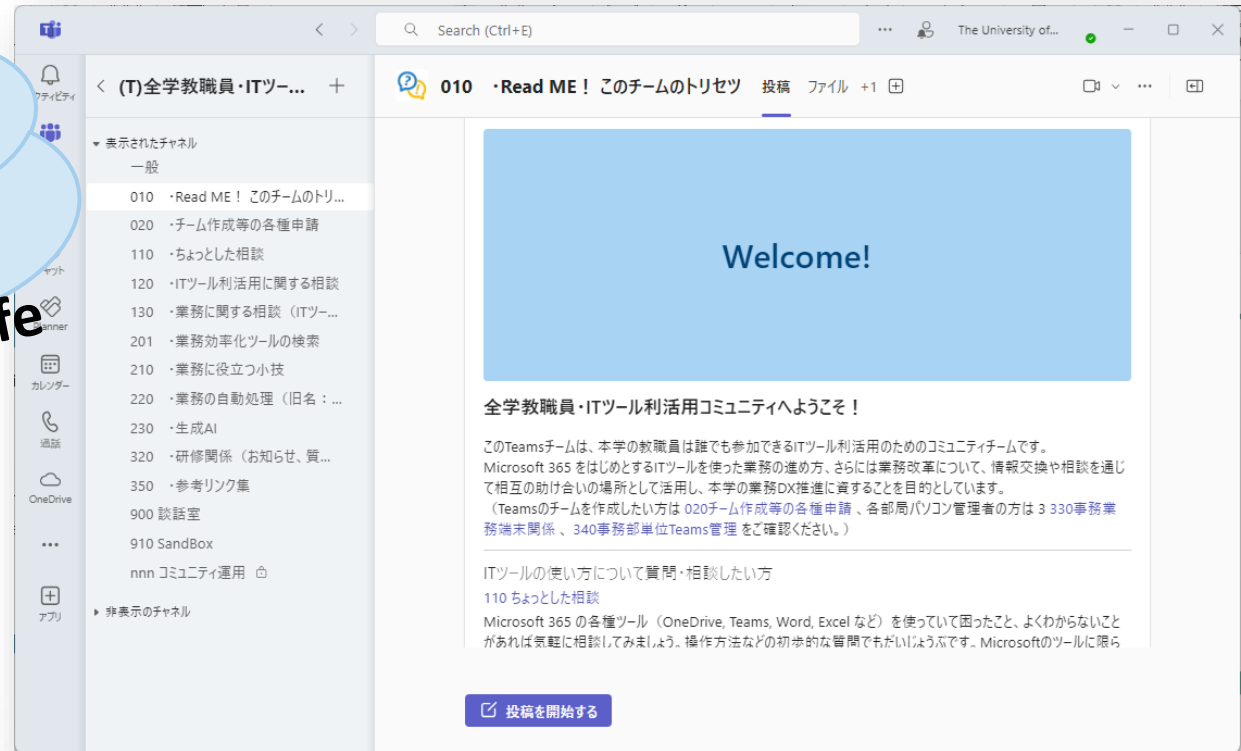 Search (Ctrl+E)
The University of...
クティビティ
ャット
fe
anner
カレンダー
通話
OneDrive
アプリ
(T)全学教職員・ITツー...
表示されたチャネル
一般
010 ・Read ME！ このチームのトリ...
020 ・チーム作成等の各種申請
110 ・ちょっとした相談
120 ・ITツール利活用に関する相談
130 ・業務に関する相談（ITツー...
201 ・業務効率化ツールの検索
210 ・業務に役立つ小技
220 ・業務の自動処理（旧名：...
230 ・生成AI
320 ・研修関係（お知らせ、質...
350 ・参考リンク集
900 談話室
910 SandBox
nnn コミュニティ運用
非表示のチャネル
010 ・Read ME！ このチームのトリセツ 投稿 ファイル +1
Welcome!
全学教職員・ITツール利活用コミュニティへようこそ！
このTeamsチームは、本学の教職員は誰でも参加できるITツール利活用のためのコミュニティチームです。
Microsoft 365 をはじめとするITツールを使った業務の進め方、さらには業務改革について、情報交換や相談を通じ
て相互の助け合いの場所として活用し、本学の業務DX推進に資することを目的としています。
（Teamsのチームを作成したい方は 020チーム作成等の各種申請 、各部局パソコン管理者の方は 3 330事務業
務端末関係 、 340事務部単位Teams管理 をご確認ください。）
ITツールの使い方について質問・相談したい方
110 ちょっとした相談
Microsoft 365 の各種ツール（OneDrive, Teams, Word, Excel など）を使っていて困ったこと、よくわからないこと
があれば気軽に相談してみましょう。操作方法などの初歩的な質問でもだいじょうぶです。Microsoftのツールに限ら
投稿を開始する